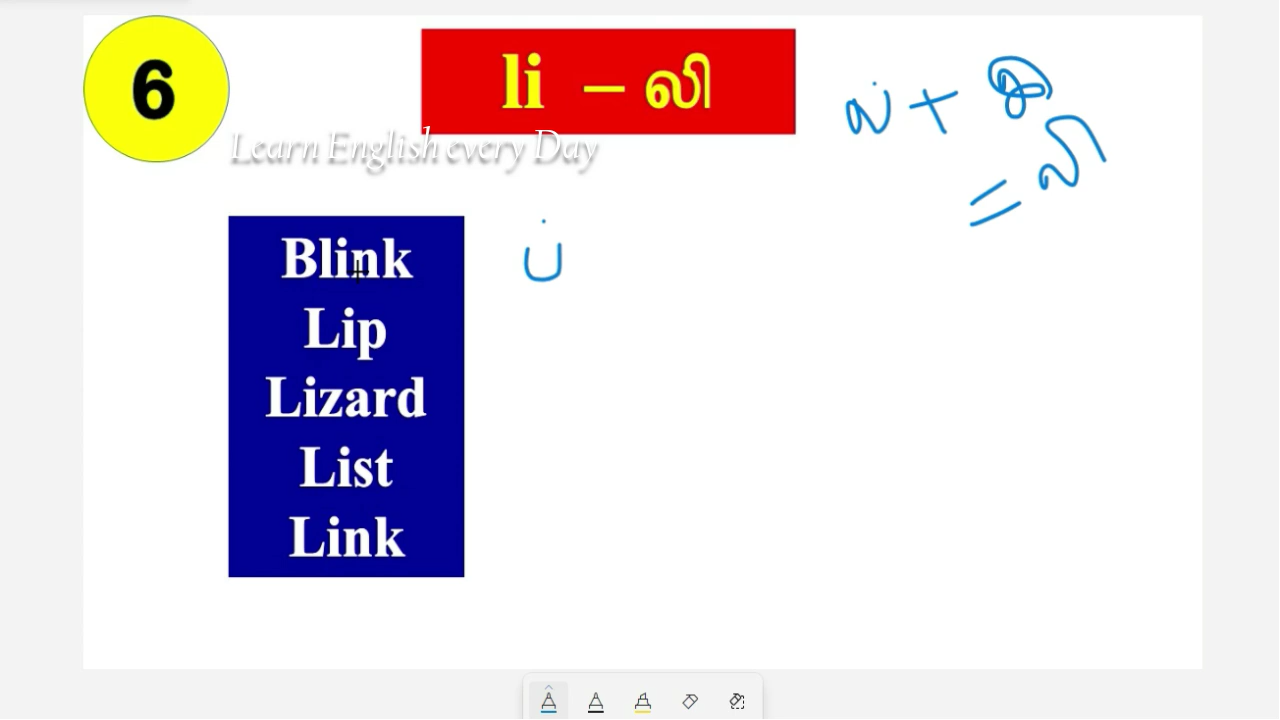 6
li – லி
ல் + இ
= லி
Learn English every Day
Blink
ப்
Lip
Lizard
List
Link